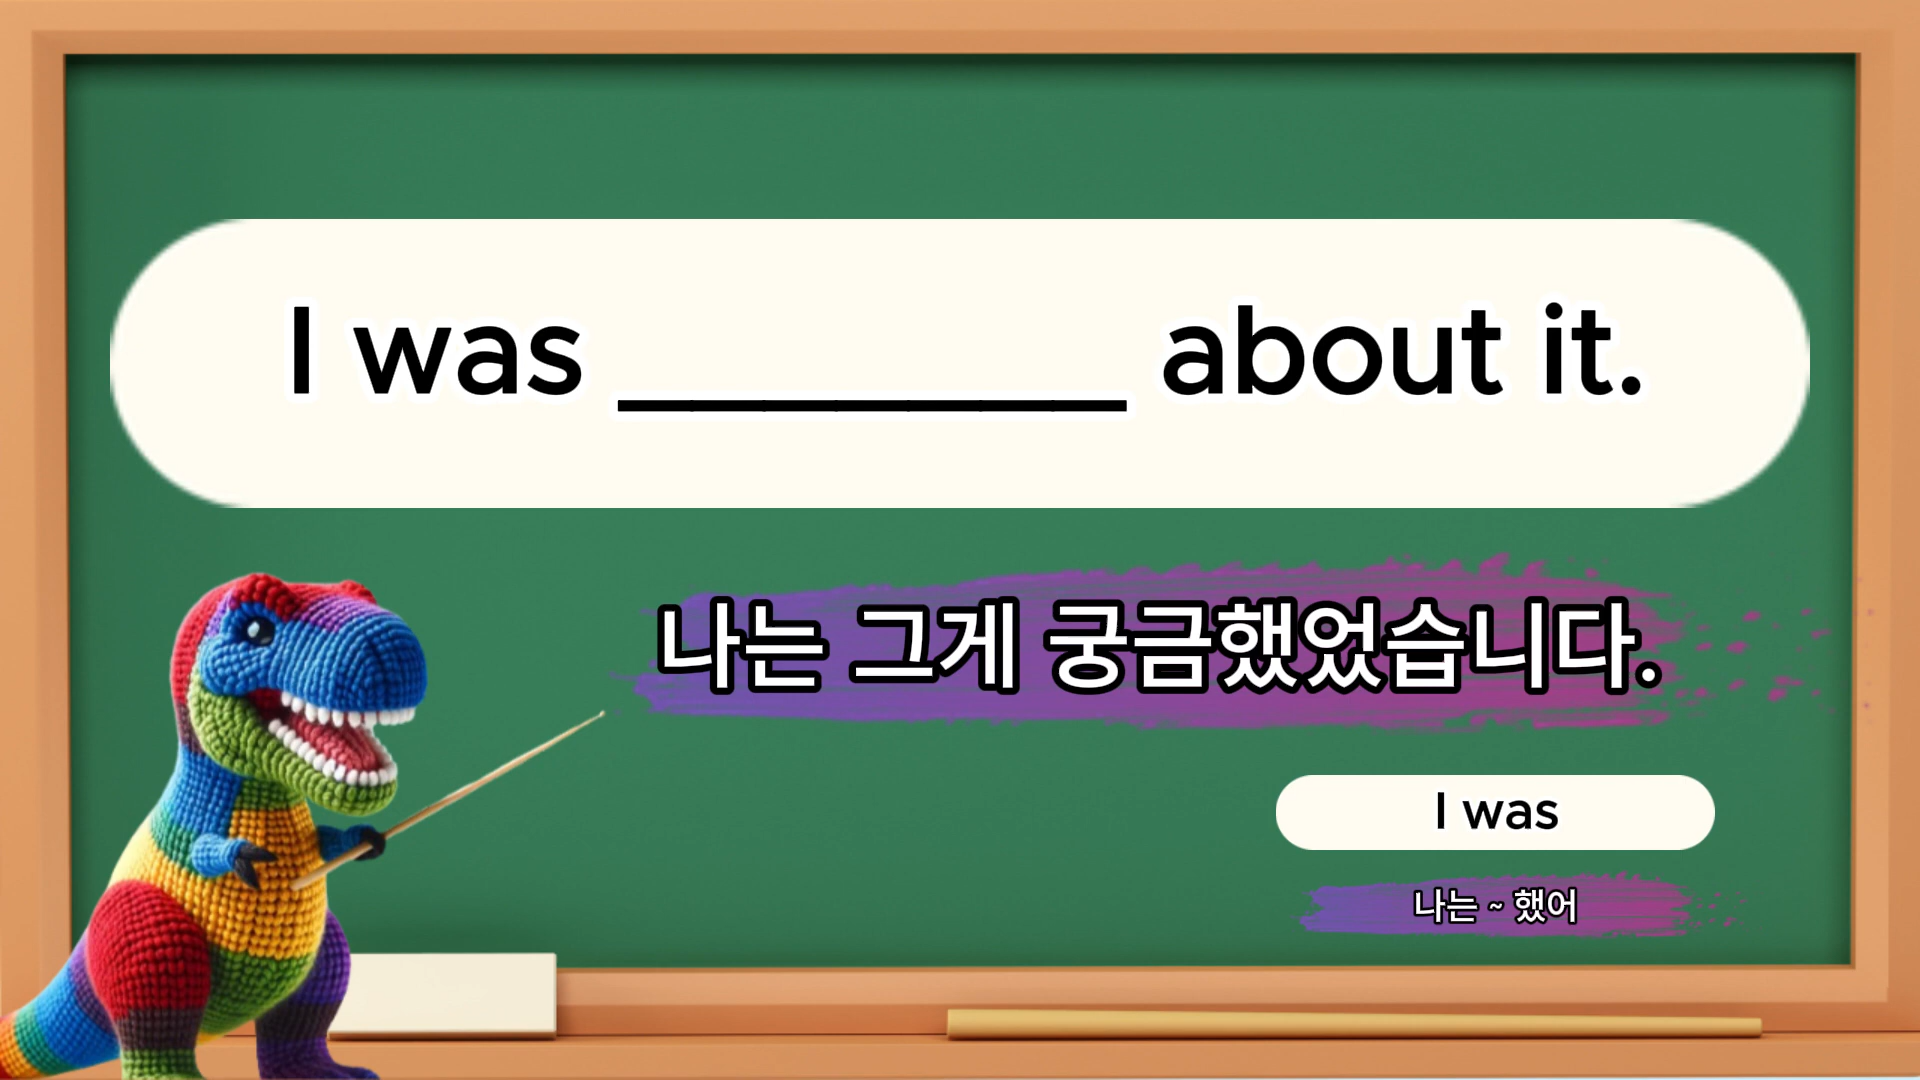 I was _______ about it.
나는 그게 궁금했었습니다.
I was
나는 ~ 했어